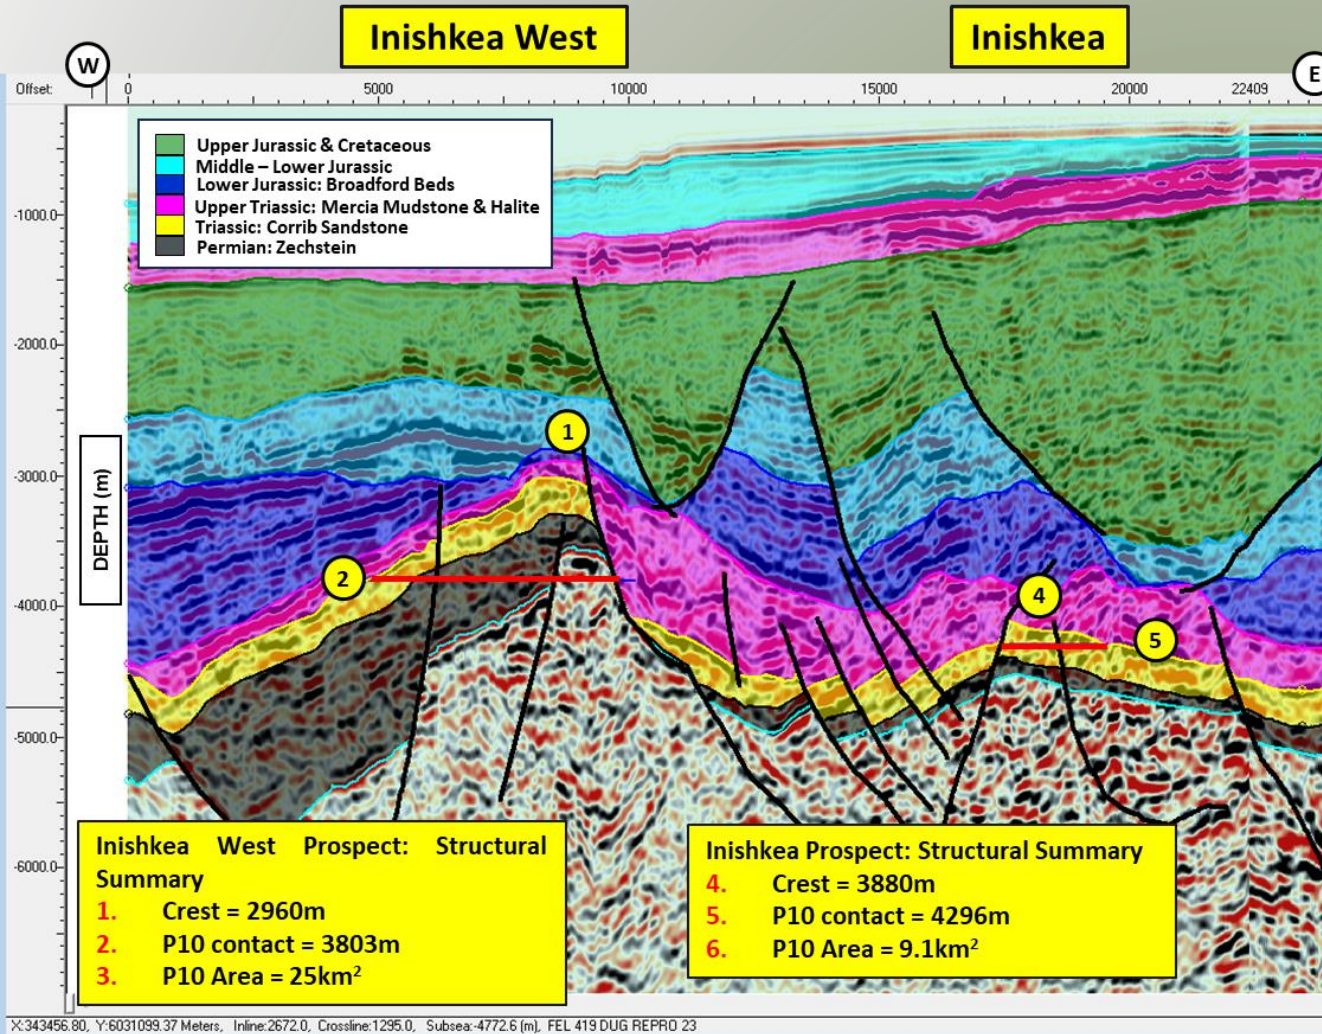 Inishkea West
Inishkea
W
E
Offset:
0
5000
10000
15000
20000
22409
Upper Jurassic & Cretaceous
Middle – Lower Jurassic
Lower Jurassic: Broadford Beds
Upper Triassic: Mercia Mudstone & Halite
Triassic: Corrib Sandstone
Permian: Zechstein
-1000.0
-2000.0
-3000.0
-4000.0
-5000.0
-6000.0
DEPTH (m)
1
2
4
5
Inishkea West Prospect: Structural
Summary
1. Crest = 2960m
2. P10 contact = 3803m
3. P10 Area = 25km²
Inishkea Prospect: Structural Summary
4. Crest = 3880m
5. P10 contact = 4296m
6. P10 Area = 9.1km²
X:343456.80, Y:6031099.37 Meters, Inline:2672.0, Crossline:1295.0, Subsea:-4772.6 (m), FEL 419 DUG REPRO 23